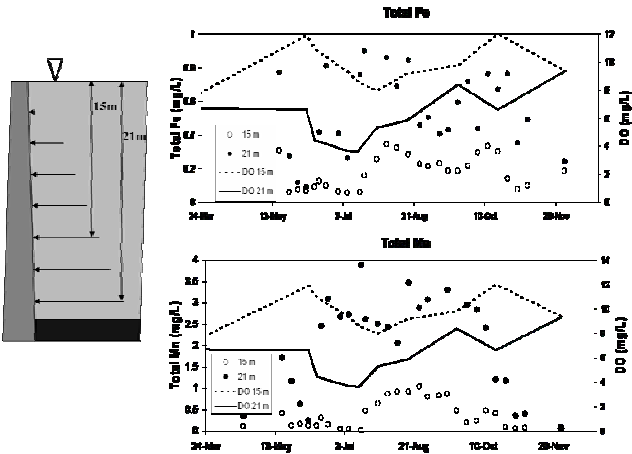 15m
21m
Total Fe
Total Fe (mg/L)
1
0.8
0.6
0.4
0.2
0
12
10
8
6
4
2
0
DO (mg/L)
15 m
21 m
DO 15 m
DO 21 m
24-Mar 13-May 2-Jul 21-Aug 10-Oct 29-Nov
Total Mn
Total Mn (mg/L)
4
3.5
3
2.5
2
1.5
1
0.5
0
14
12
10
8
6
4
2
0
DO (mg/L)
15 m
21 m
DO 15 m
DO 21 m
24-Mar 13-May 2-Jul 21-Aug 10-Oct 29-Nov